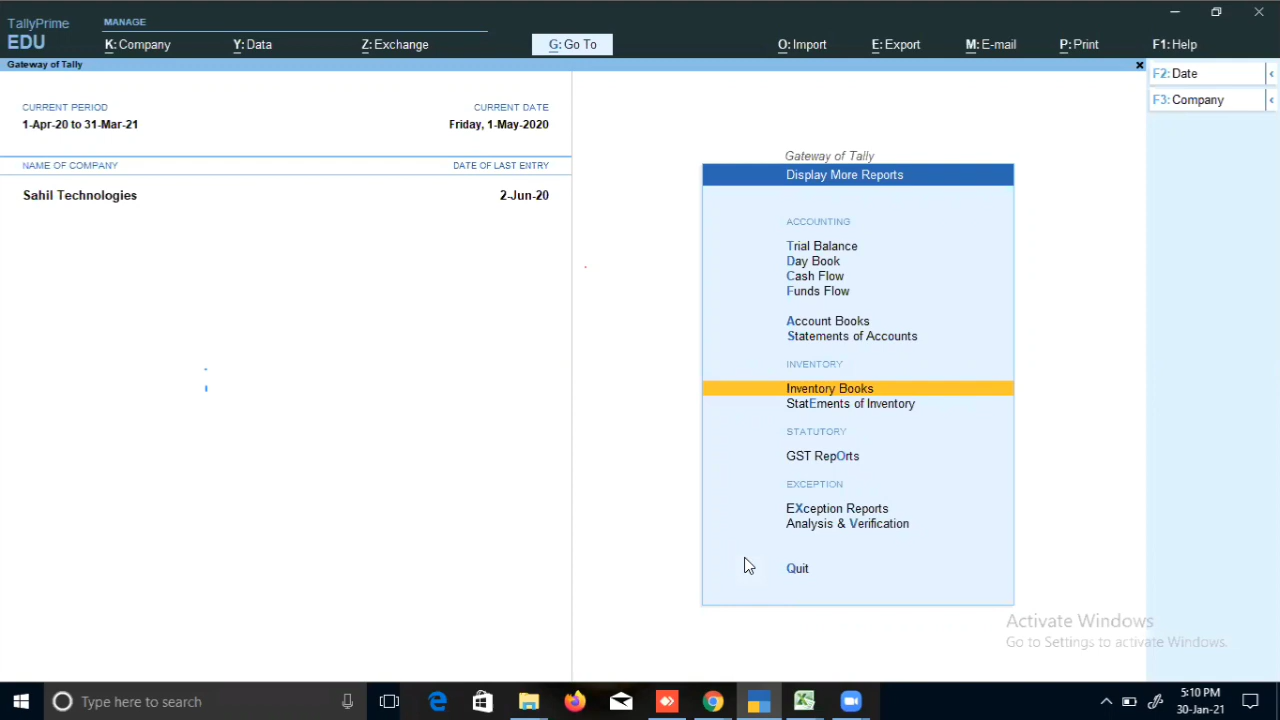 TallyPrime
EDU
MANAGE
K: Company
Y: Data
Z: Exchange
G: Go To
O: Import
E: Export
M: E-mail
P: Print
F1: Help
Gateway of Tally
F2: Date
F3: Company
CURRENT PERIOD
CURRENT DATE
1-Apr-20 to 31-Mar-21
Friday, 1-May-2020
NAME OF COMPANY
DATE OF LAST ENTRY
Sahil Technologies
2-Jun-20
Gateway of Tally
Display More Reports
ACCOUNTING
Trial Balance
Day Book
Cash Flow
Funds Flow
Account Books
Statements of Accounts
INVENTORY
Inventory Books
StatEments of Inventory
STATUTORY
GST RepOrts
EXCEPTION
EXception Reports
Analysis & Verification
Quit
Activate Windows
Go to Settings to activate Windows.
Type here to search
5:10 PM
30-Jan-21